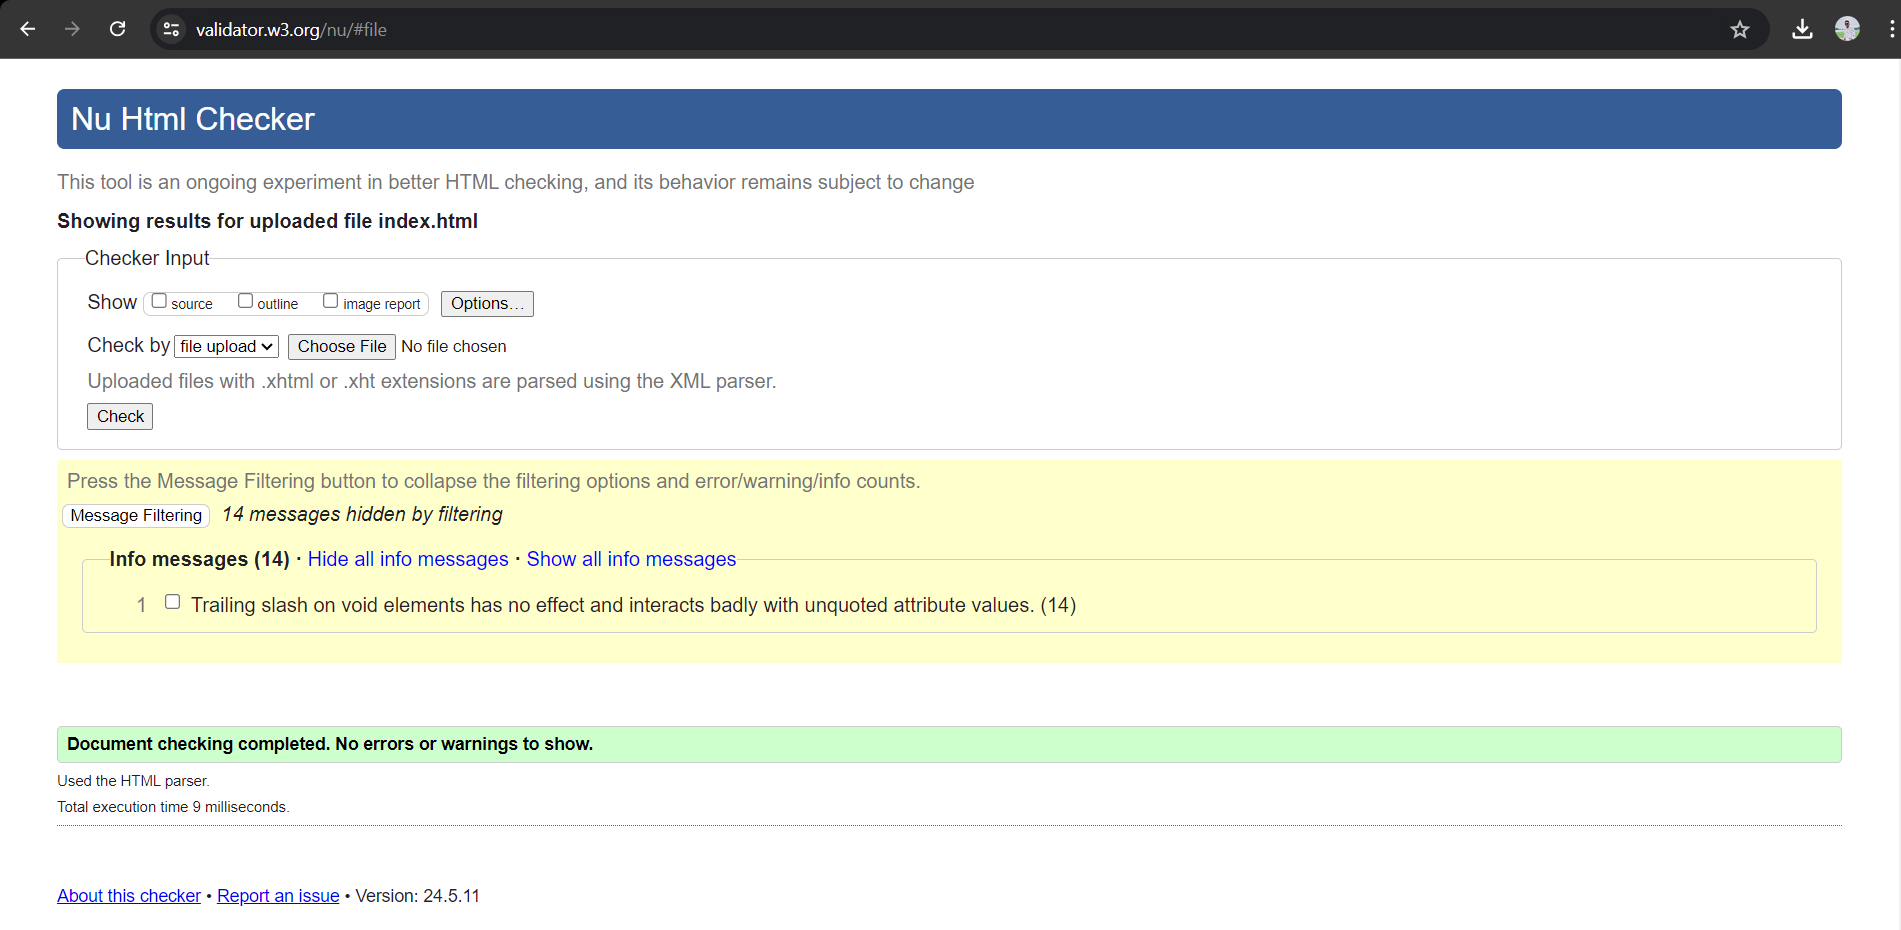 validator.w3.org/nu/#file
Nu Html Checker
This tool is an ongoing experiment in better HTML checking, and its behavior remains subject to change
Showing results for uploaded file index.html
Checker Input
Show source outline image report Options...
Check by file upload Choose File No file chosen
Uploaded files with .xhtml or .xht extensions are parsed using the XML parser.
Check
Press the Message Filtering button to collapse the filtering options and error/warning/info counts.
Message Filtering 14 messages hidden by filtering
Info messages (14) · Hide all info messages · Show all info messages
1 Trailing slash on void elements has no effect and interacts badly with unquoted attribute values. (14)
Document checking completed. No errors or warnings to show.
Used the HTML parser.
Total execution time 9 milliseconds.
About this checker • Report an issue • Version: 24.5.11